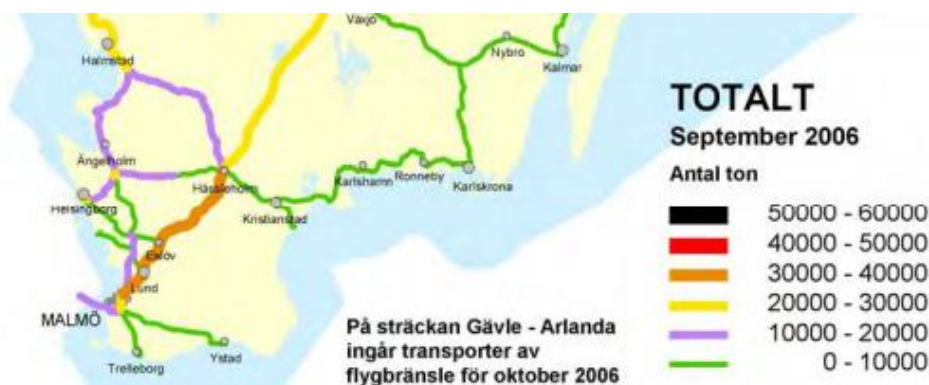 Växjö
Halmstad
Nybro
Kalmar
Ängelholm
Hässleholm
Karlshamn
Ronneby
Karlskrona
Helsingborg
Kristianstad
Eslöv
Lund
MALMÖ
Trelleborg
Ystad
På sträckan Gävle - Arlanda
ingår transporter av
flygbränsle för oktober 2006
TOTALT
September 2006
Antal ton
50000 - 60000
40000 - 50000
30000 - 40000
20000 - 30000
10000 - 20000
0 - 10000